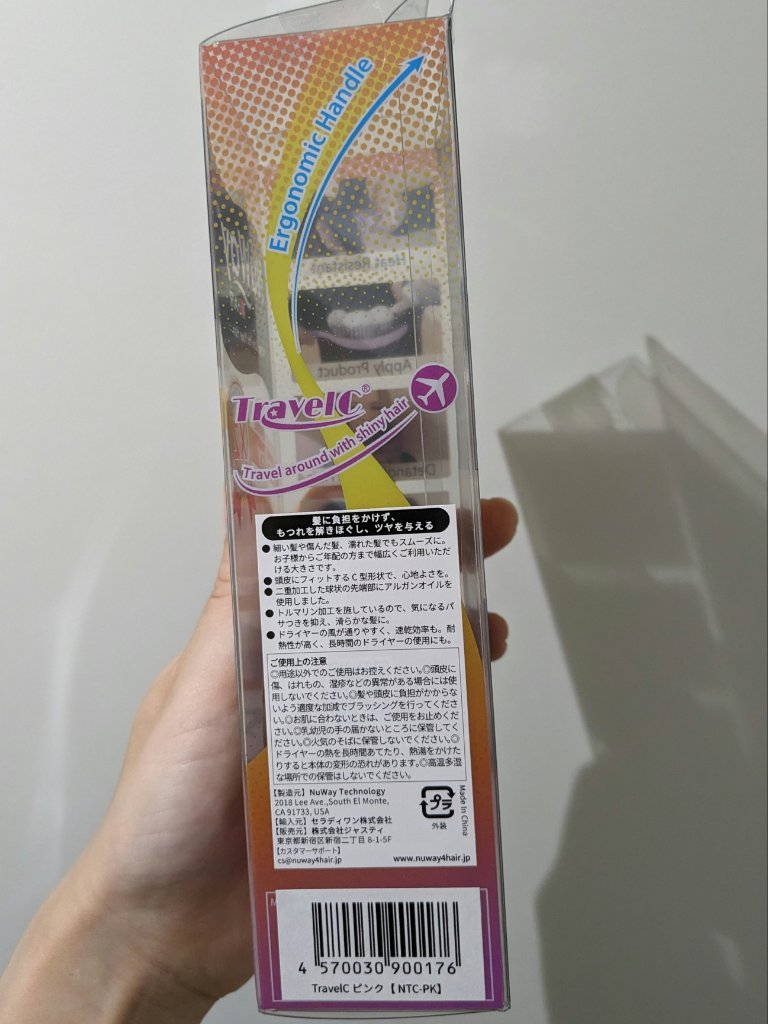 Ergonomic Handle
Heat Resistant
Apply Product
TravelC®
Travel around with shiny hair
髪に負担をかけず、
もつれを解きほぐし、ツヤを与える
●細い髪や傷んだ髪、濡れた髪でもスムーズに。
お子様からご年配の方まで幅広くご利用いただ
ける大きさです。
●頭皮にフィットするC型形状で、心地よさを。
●二重加工した球状の先端部にアルガンオイルを
使用しました。
●トルマリン加工を施しているので、気になるパ
サつきを抑え、滑らかな髪に。
●ドライヤーの風が通りやすく、速乾効率も。耐
熱性が高く、長時間のドライヤーの使用にも。
ご使用上の注意
◎用途以外でのご使用はお控えください。◎頭皮に
傷、はれもの、湿疹などの異常がある場合には使
用しないでください。◎髪や頭皮に負担がかからな
いよう適度な加減でブラッシングを行ってくださ
い。◎お肌に合わないときは、ご使用をお止めくだ
さい。◎乳幼児の手の届かないところに保管してく
ださい。◎火気のそばに保管しないでください。◎
ドライヤーの熱を長時間あてたり、熱湯をかけた
りすると本体の変形の恐れがあります。◎高温多湿
な場所での保管はしないでください。
【製造元】NuWay Technology
2018 Lee Ave.,South El Monte,
CA 91733, USA
【輸入元】セラディワン株式会社
【販売元】株式会社ジャスティ
東京都新宿区新宿二丁目 8-1-5F
【カスタマーサポート】
cs@nuway4hair.jp
www.nuway4hair.jp
プラ
外装
Made In China
4 570030 900176
TravelC ピンク【 NTC-PK】